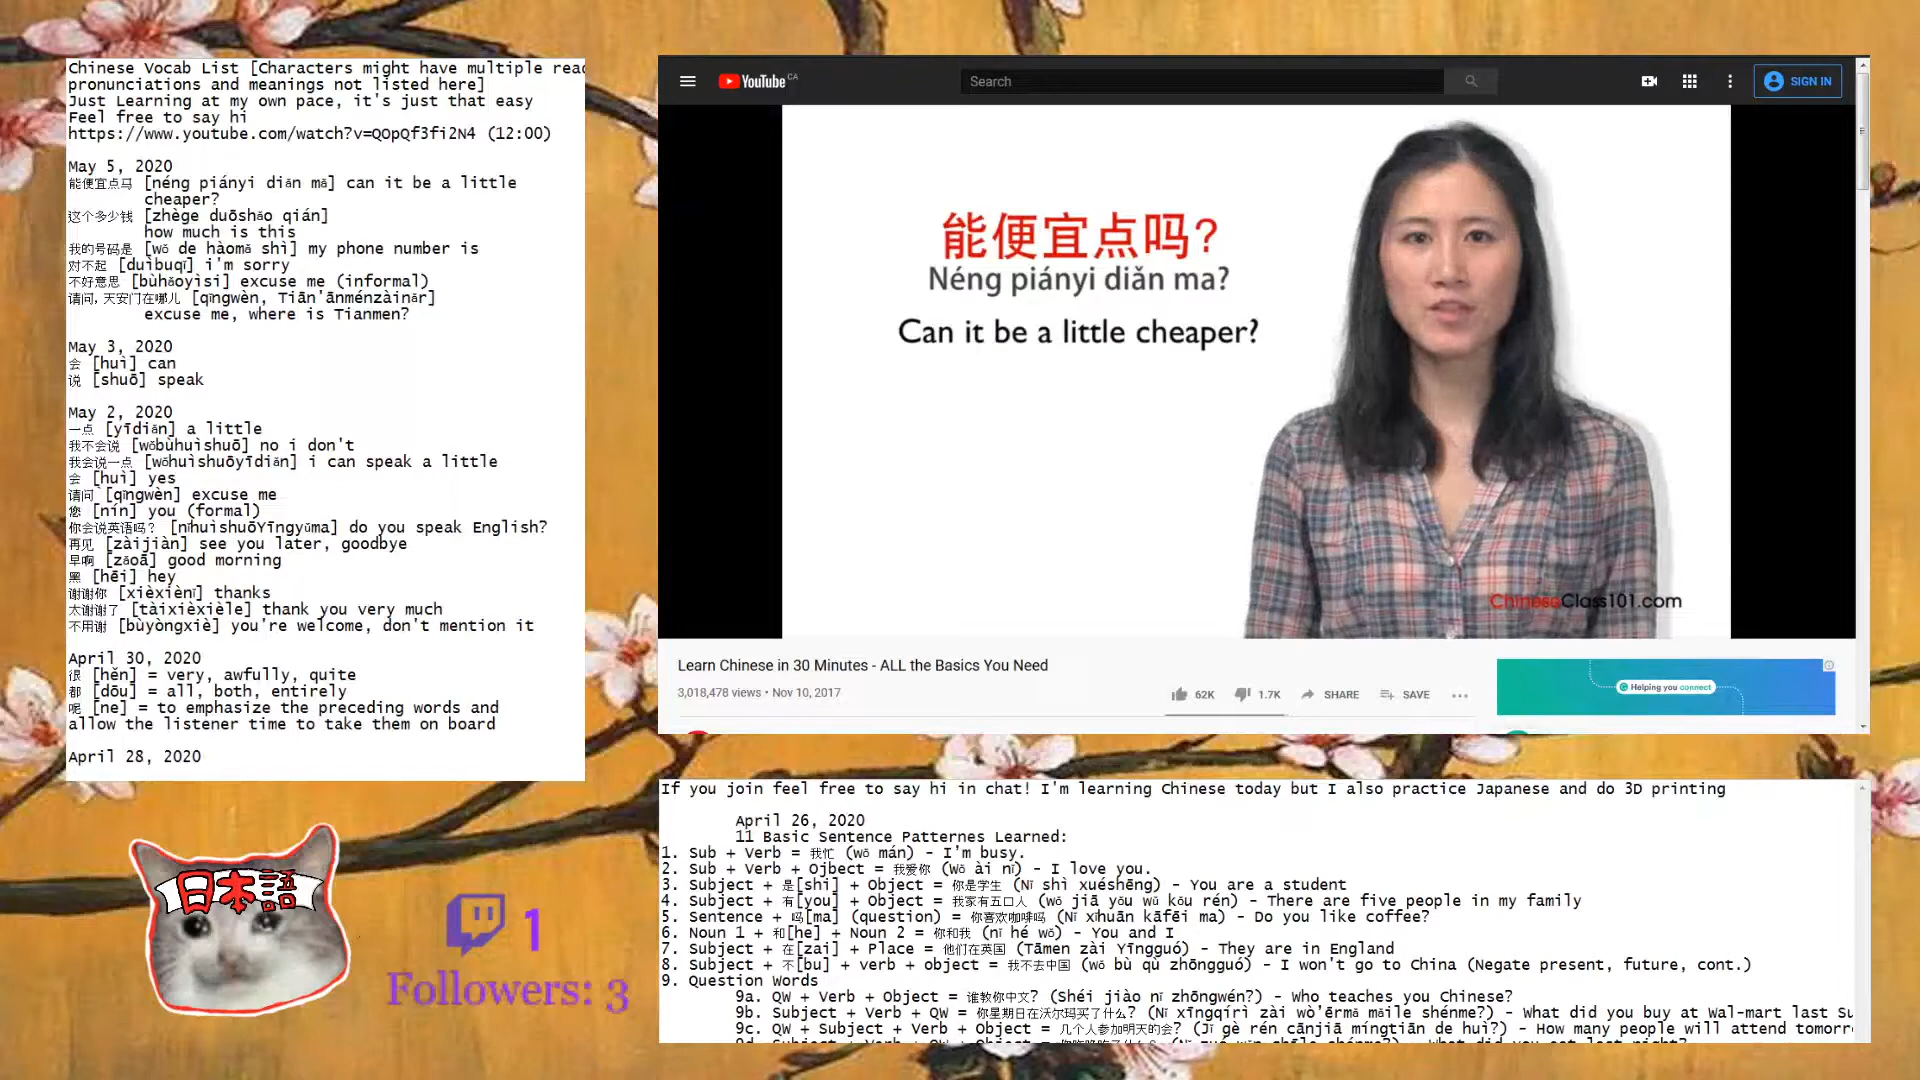 Chinese Vocab List [Characters might have multiple read
pronunciations and meanings not listed here]
Just Learning at my own pace, it's just that easy
Feel free to say hi
https://www.youtube.com/watch?v=QOpQf3fi2N4 (12:00)
May 5, 2020
能便宜点马 [néng piányi diǎn mǎ] can it be a little
cheaper?
这个多少钱 [zhège duōshǎo qián]
how much is this
我的号码是 [wǒ de hàomǎ shì] my phone number is
对不起 [duìbuqǐ] i'm sorry
不好意思 [bùhǎoyìsi] excuse me (informal)
请问，天安门在哪儿 [qǐngwèn, Tiān'ānménzàinǎr]
excuse me, where is Tianmen?
May 3, 2020
会 [huì] can
说 [shuō] speak
May 2, 2020
一点 [yīdiǎn] a little
我不会说 [wǒbùhuìshuō] no i don't
我会说一点 [wǒhuìshuōyīdiǎn] i can speak a little
会 [huì] yes
请问 [qǐngwèn] excuse me
您 [nín] you (formal)
你会说英语吗？ [nǐhuìshuōYīngyǔma] do you speak English?
再见 [zàijiàn] see you later, goodbye
早啊 [zǎoā] good morning
黑 [hēi] hey
谢谢你 [xièxiènǐ] thanks
太谢谢了 [tàixièxièle] thank you very much
不用谢 [bùyòngxiè] you're welcome, don't mention it
April 30, 2020
很 [hěn] = very, awfully, quite
都 [dōu] = all, both, entirely
呢 [ne] = to emphasize the preceding words and
allow the listener time to take them on board
April 28, 2020
YouTube CA
Search
SIGN IN
能便宜点吗?
Néng piányi diǎn ma?
Can it be a little cheaper?
ChineseClass101.com
Learn Chinese in 30 Minutes - ALL the Basics You Need
3,018,478 views • Nov 10, 2017
62K 1.7K SHARE SAVE
Helping you connect
If you join feel free to say hi in chat! I'm learning Chinese today but I also practice Japanese and do 3D printing
April 26, 2020
11 Basic Sentence Patternes Learned:
1. Sub + Verb = 我忙 (wǒ mán) - I'm busy.
2. Sub + Verb + Ojbect = 我爱你 (Wǒ ài nǐ) - I love you.
3. Subject + 是[shi] + Object = 你是学生 (Nǐ shì xuéshēng) - You are a student
4. Subject + 有[you] + Object = 我家有五口人 (wǒ jiā yǒu wǔ kǒu rén) - There are five people in my family
5. Sentence + 吗[ma] (question) = 你喜欢咖啡吗 (Nǐ xǐhuān kāfēi ma) - Do you like coffee?
6. Noun 1 + 和[he] + Noun 2 = 你和我 (nǐ hé wǒ) - You and I
7. Subject + 在[zai] + Place = 他们在英国 (Tāmen zài Yīngguó) - They are in England
8. Subject + 不[bu] + verb + object = 我不去中国 (wǒ bù qù zhōngguó) - I won't go to China (Negate present, future, cont.)
9. Question Words
9a. QW + Verb + Object = 谁教你中文? (Shéi jiào nǐ zhōngwén?) - Who teaches you Chinese?
9b. Subject + Verb + QW = 你星期日在沃尔玛买了什么? (Nǐ xīngqírì zài wò'ērmǎ mǎile shénme?) - What did you buy at Wal-mart last Su
9c. QW + Subject + Verb + Object = 几个人参加明天的会? (Jǐ gè rén cānjiā míngtiān de huì?) - How many people will attend tomorr
日本語
1
Followers: 3